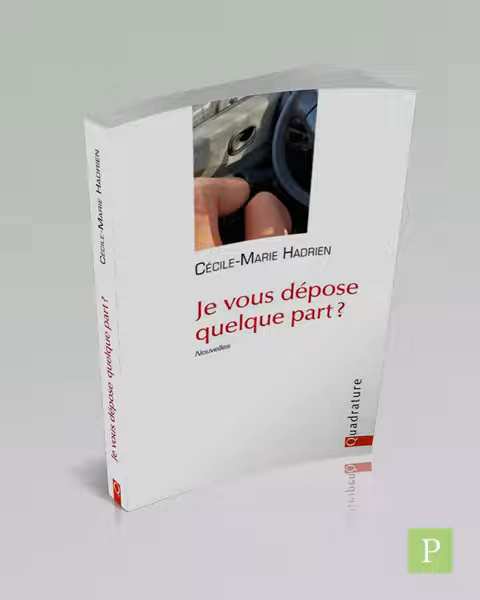 CÉCILE-MARIE HADRIEN
Je vous dépose
quelque part ?
Nouvelles
Quadrature
Je vous dépose quelque part ?
CÉCILE-MARIE HADRIEN
Q
P